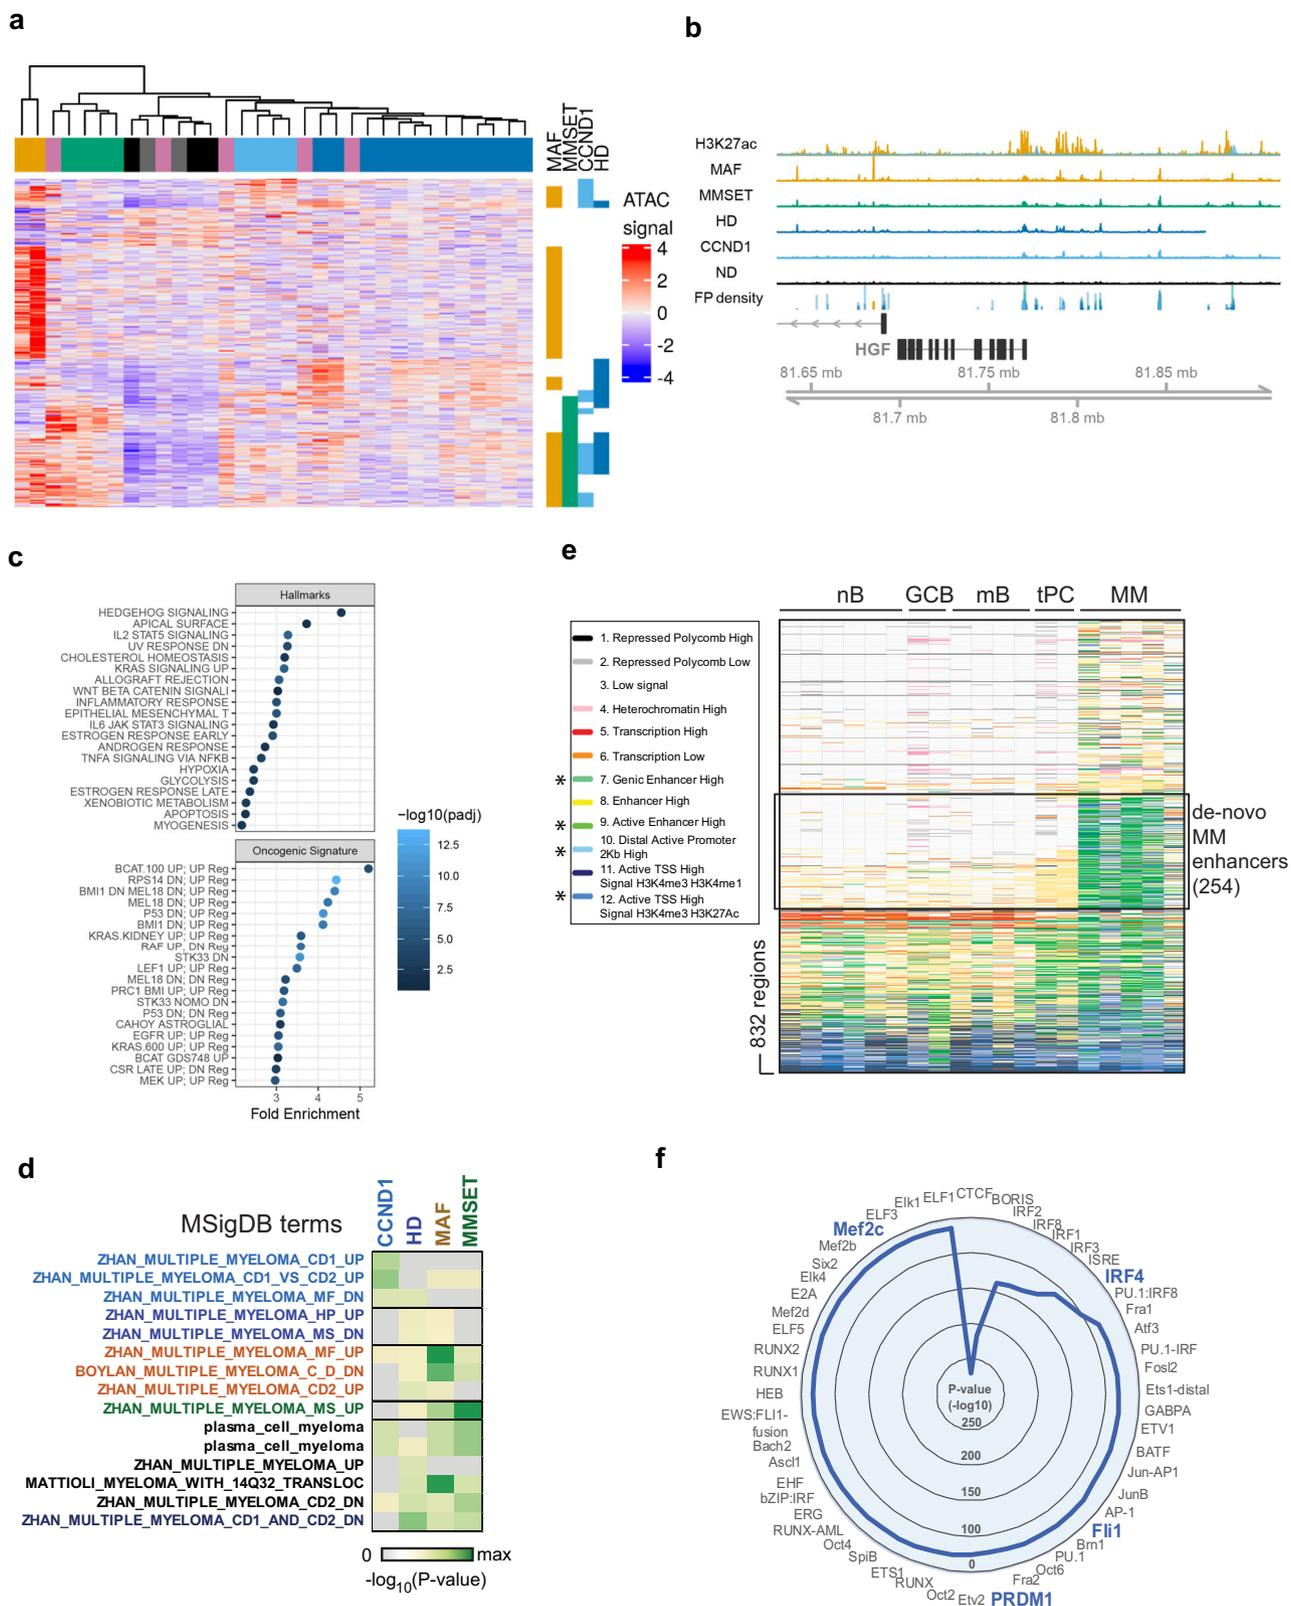 a
MAF
MMSET
CCND1
HD
ATAC
signal
4
2
0
-2
-4
b
H3K27ac
MAF
MMSET
HD
CCND1
ND
FP density
HGF
81.65 mb
81.75 mb
81.85 mb
81.7 mb
81.8 mb
c
Hallmarks
HEDGEHOG SIGNALING
APICAL SURFACE
IL2 STAT5 SIGNALING
UV RESPONSE DN
CHOLESTEROL HOMEOSTASIS
KRAS SIGNALING UP
ALLOGRAFT REJECTION
WNT BETA CATENIN SIGNALI
INFLAMMATORY RESPONSE
EPITHELIAL MESENCHYMAL T
IL6 JAK STAT3 SIGNALING
ESTROGEN RESPONSE EARLY
ANDROGEN RESPONSE
TNFA SIGNALING VIA NFKB
HYPOXIA
GLYCOLYSIS
ESTROGEN RESPONSE LATE
XENOBIOTIC METABOLISM
APOPTOSIS
MYOGENESIS
Oncogenic Signature
BCAT.100 UP; UP Reg
RPS14 DN; UP Reg
BMI1 DN MEL18 DN; UP Reg
MEL18 DN; UP Reg
P53 DN; UP Reg
BMI1 DN; UP Reg
KRAS.KIDNEY UP; UP Reg
RAF UP; DN Reg
STK33 DN
LEF1 UP; UP Reg
MEL18 DN; DN Reg
PRC1 BMI UP; UP Reg
STK33 NOMO DN
P53 DN; DN Reg
CAHOY ASTROGLIAL
EGFR UP; UP Reg
KRAS.600 UP; UP Reg
BCAT GDS748 UP
CSR LATE UP; DN Reg
MEK UP; UP Reg
3
4
5
Fold Enrichment
−log10(padj)
12.5
10.0
7.5
5.0
2.5
e
nB
GCB
mB
tPC
MM
1. Repressed Polycomb High
2. Repressed Polycomb Low
3. Low signal
4. Heterochromatin High
5. Transcription High
6. Transcription Low
* 7. Genic Enhancer High
8. Enhancer High
* 9. Active Enhancer High
* 10. Distal Active Promoter
2Kb High
11. Active TSS High
Signal H3K4me3 H3K4me1
* 12. Active TSS High
Signal H3K4me3 H3K27Ac
de-novo
MM
enhancers
(254)
832 regions
d
MSigDB terms
CCND1
HD
MAF
MMSET
ZHAN_MULTIPLE_MYELOMA_CD1_UP
ZHAN_MULTIPLE_MYELOMA_CD1_VS_CD2_UP
ZHAN_MULTIPLE_MYELOMA_MF_DN
ZHAN_MULTIPLE_MYELOMA_HP_UP
ZHAN_MULTIPLE_MYELOMA_MS_DN
ZHAN_MULTIPLE_MYELOMA_MF_UP
BOYLAN_MULTIPLE_MYELOMA_C_D_DN
ZHAN_MULTIPLE_MYELOMA_CD2_UP
ZHAN_MULTIPLE_MYELOMA_MS_UP
plasma_cell_myeloma
plasma_cell_myeloma
ZHAN_MULTIPLE_MYELOMA_UP
MATTIOLI_MYELOMA_WITH_14Q32_TRANSLOC
ZHAN_MULTIPLE_MYELOMA_CD2_DN
ZHAN_MULTIPLE_MYELOMA_CD1_AND_CD2_DN
0
max
-log10(P-value)
f
CTCF
BORIS
IRF2
IRF8
IRF1
IRF3
ISRE
IRF4
PU.1:IRF8
Fra1
Atf3
PU.1-IRF
Fosl2
Ets1-distal
GABPA
ETV1
BATF
Jun-AP1
JunB
AP-1
Fli1
Brn1
PU.1
Oct6
Fra2
PRDM1
Etv2
Oct2
RUNX
ETS1
SpiB
Oct4
RUNX-AML
ERG
bZIP:IRF
EHF
Ascl1
Bach2
EWS:FLI1-
fusion
HEB
RUNX1
RUNX2
ELF5
Mef2d
E2A
Elk4
Six2
Mef2b
Mef2c
ELF3
Elk1
ELF1
P-value
(-log10)
250
200
150
100
0